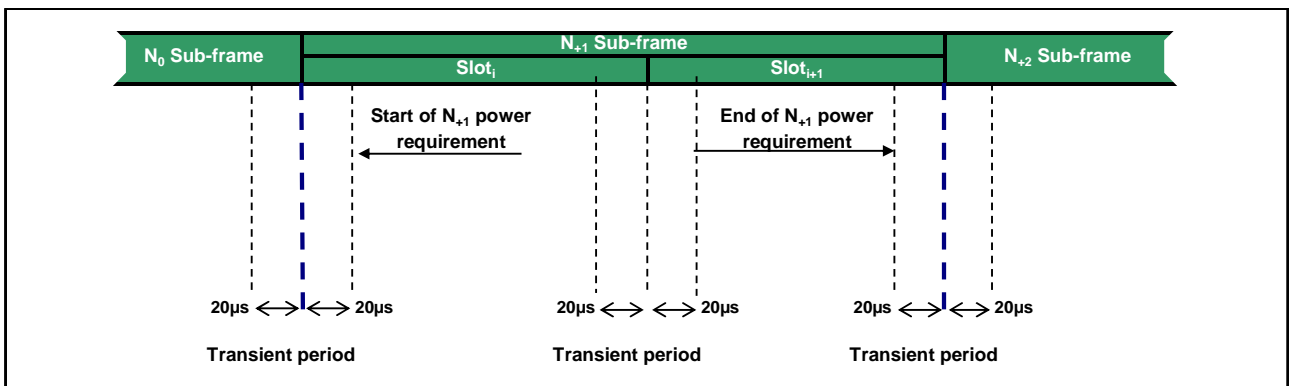 N+1 Sub-frame
N0 Sub-frame
N+2 Sub-frame
Sloti
Sloti+1
Start of N+1 power
requirement
End of N+1 power
requirement
20µs
20µs
20µs
20µs
20µs
20µs
Transient period
Transient period
Transient period